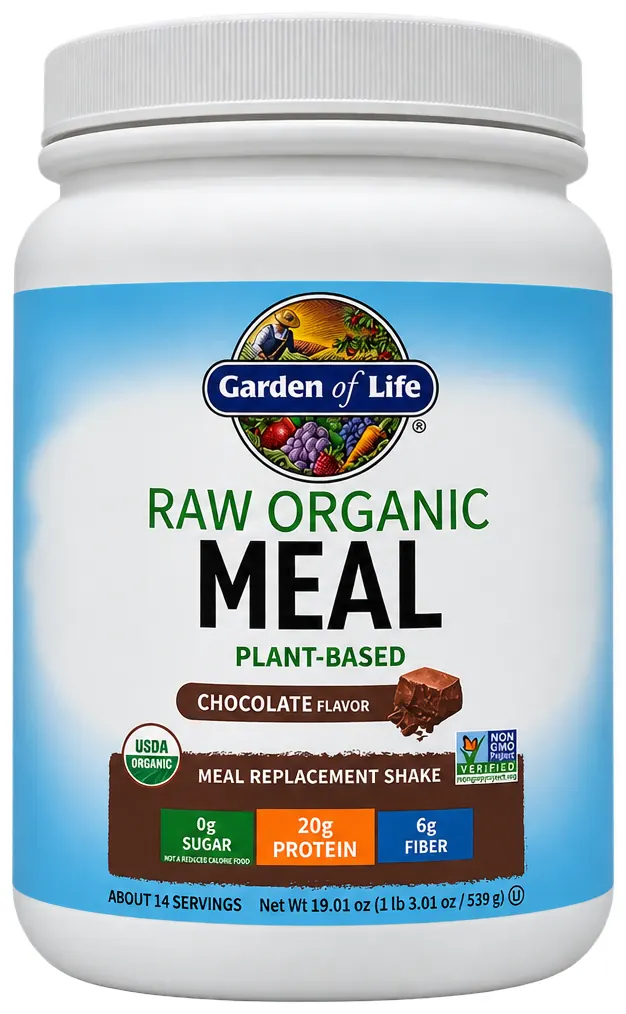 Garden of Life
®
RAW ORGANIC
MEAL
PLANT-BASED
CHOCOLATE FLAVOR
USDA
ORGANIC
NON
GMO
Project
VERIFIED
nongmoproject.org
MEAL REPLACEMENT SHAKE
0g
SUGAR
NOT A REDUCED CALORIE FOOD
20g
PROTEIN
6g
FIBER
ABOUT 14 SERVINGS Net Wt 19.01 oz (1 lb 3.01 oz / 539 g) U